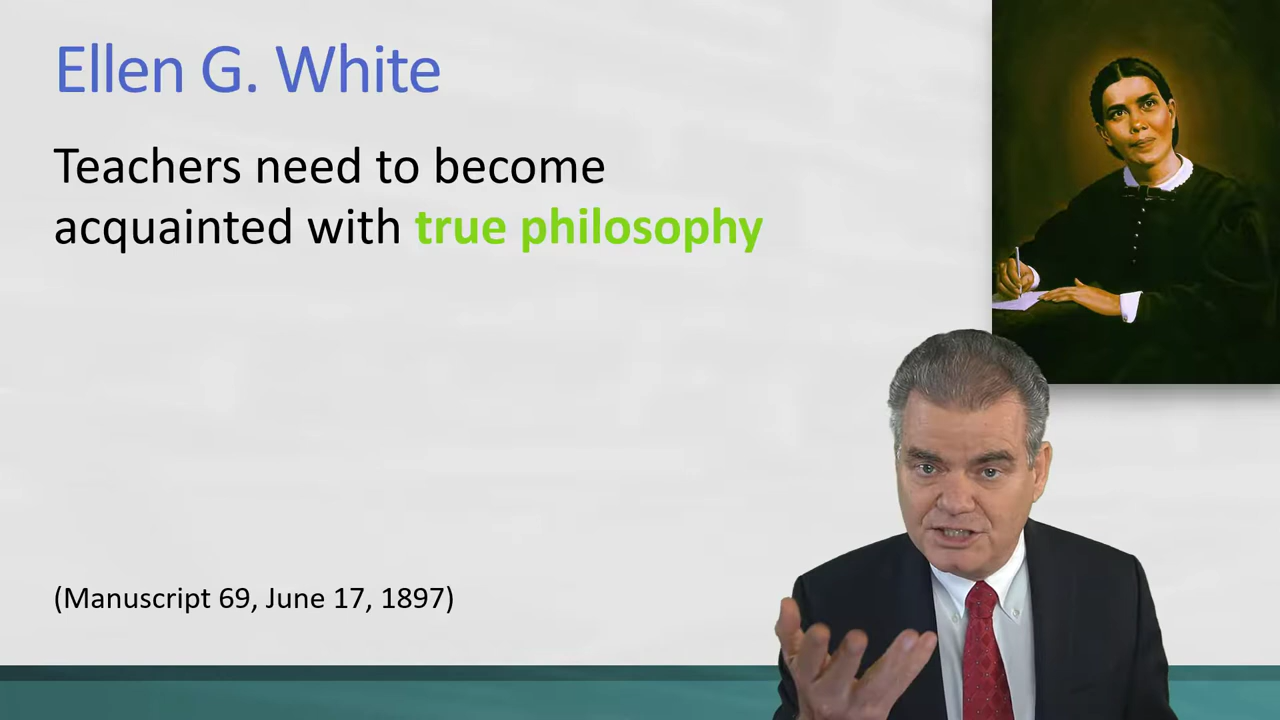 Ellen G. White
Teachers need to become
acquainted with true philosophy
(Manuscript 69, June 17, 1897)